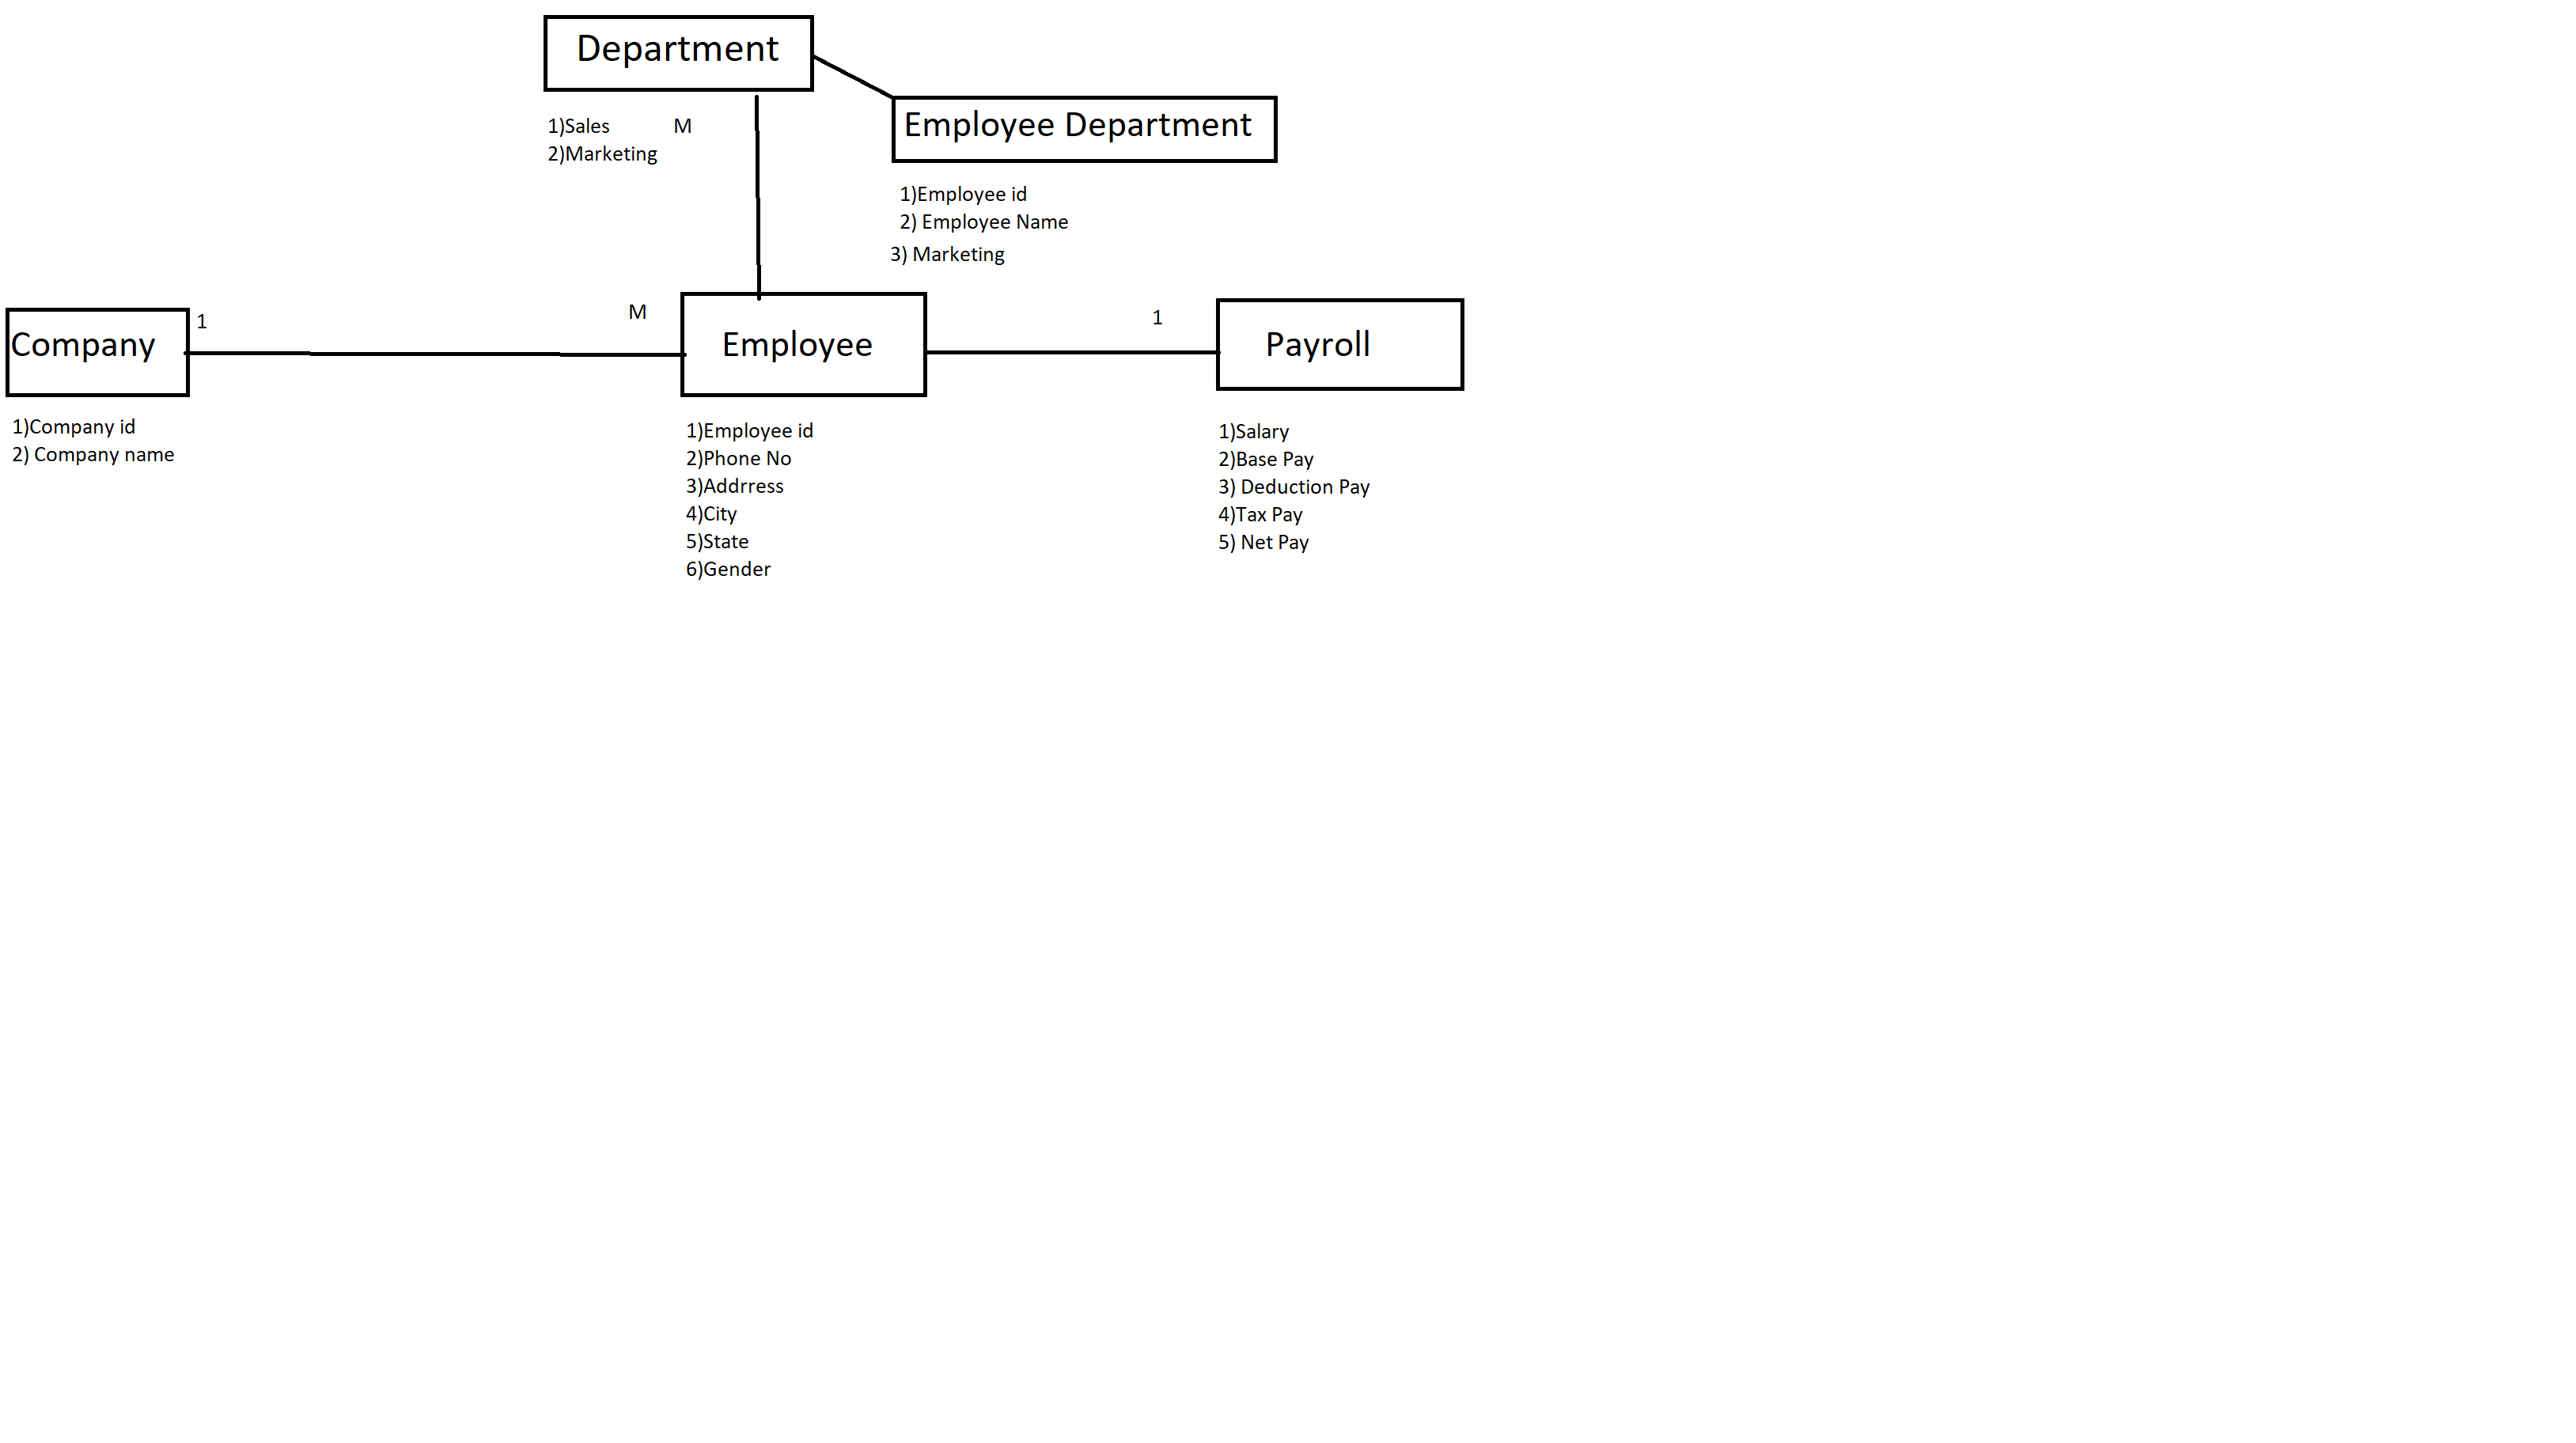 Department
1)Sales
M
2)Marketing
Employee Department
1)Employee id
2) Employee Name
3) Marketing
Company
1
M
Employee
1
Payroll
1)Company id
2) Company name
1)Employee id
2)Phone No
3)Addrress
4)City
5)State
6)Gender
1)Salary
2)Base Pay
3) Deduction Pay
4)Tax Pay
5) Net Pay